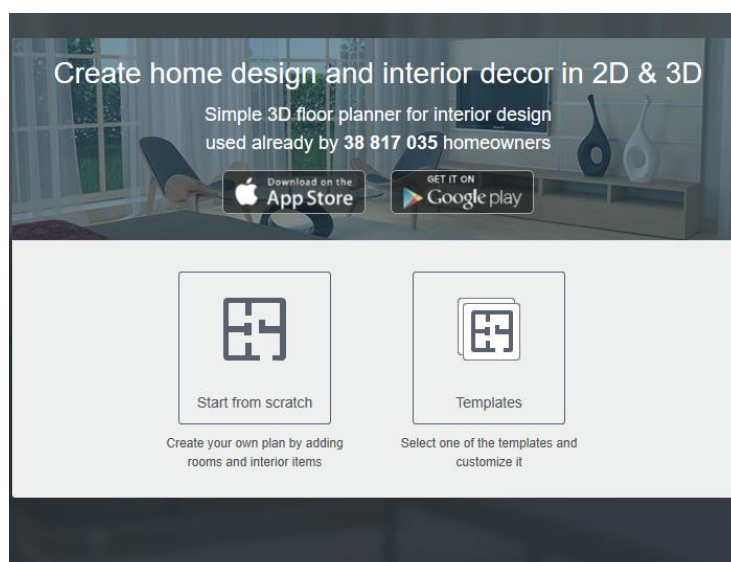 Create home design and interior decor in 2D & 3D
Simple 3D floor planner for interior design
used already by 38 817 035 homeowners
Download on the
App Store
GET IT ON
Google play
Start from scratch
Templates
Create your own plan by adding
rooms and interior items
Select one of the templates and
customize it